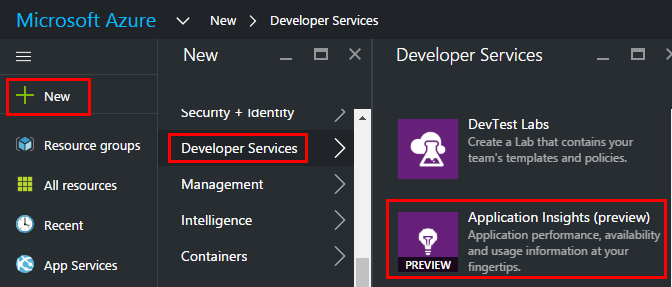 Microsoft Azure New > Developer Services
New
Resource groups
All resources
Recent
App Services
New
Security + Identity
Developer Services
Management
Intelligence
Containers
Developer Services
DevTest Labs
Create a Lab that contains your
team's templates and policies.
PREVIEW
Application Insights (preview)
Application performance, availability
and usage information at your
fingertips.